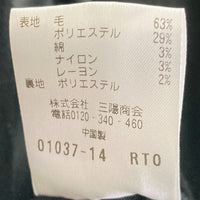 表地 毛 63%
ポリエステル 29%
綿 3%
ナイロン 3%
レーヨン 2%
裏地 ポリエステル
株式会社 三陽商会
電話0120-340-460
中国製
01037-14 RTO